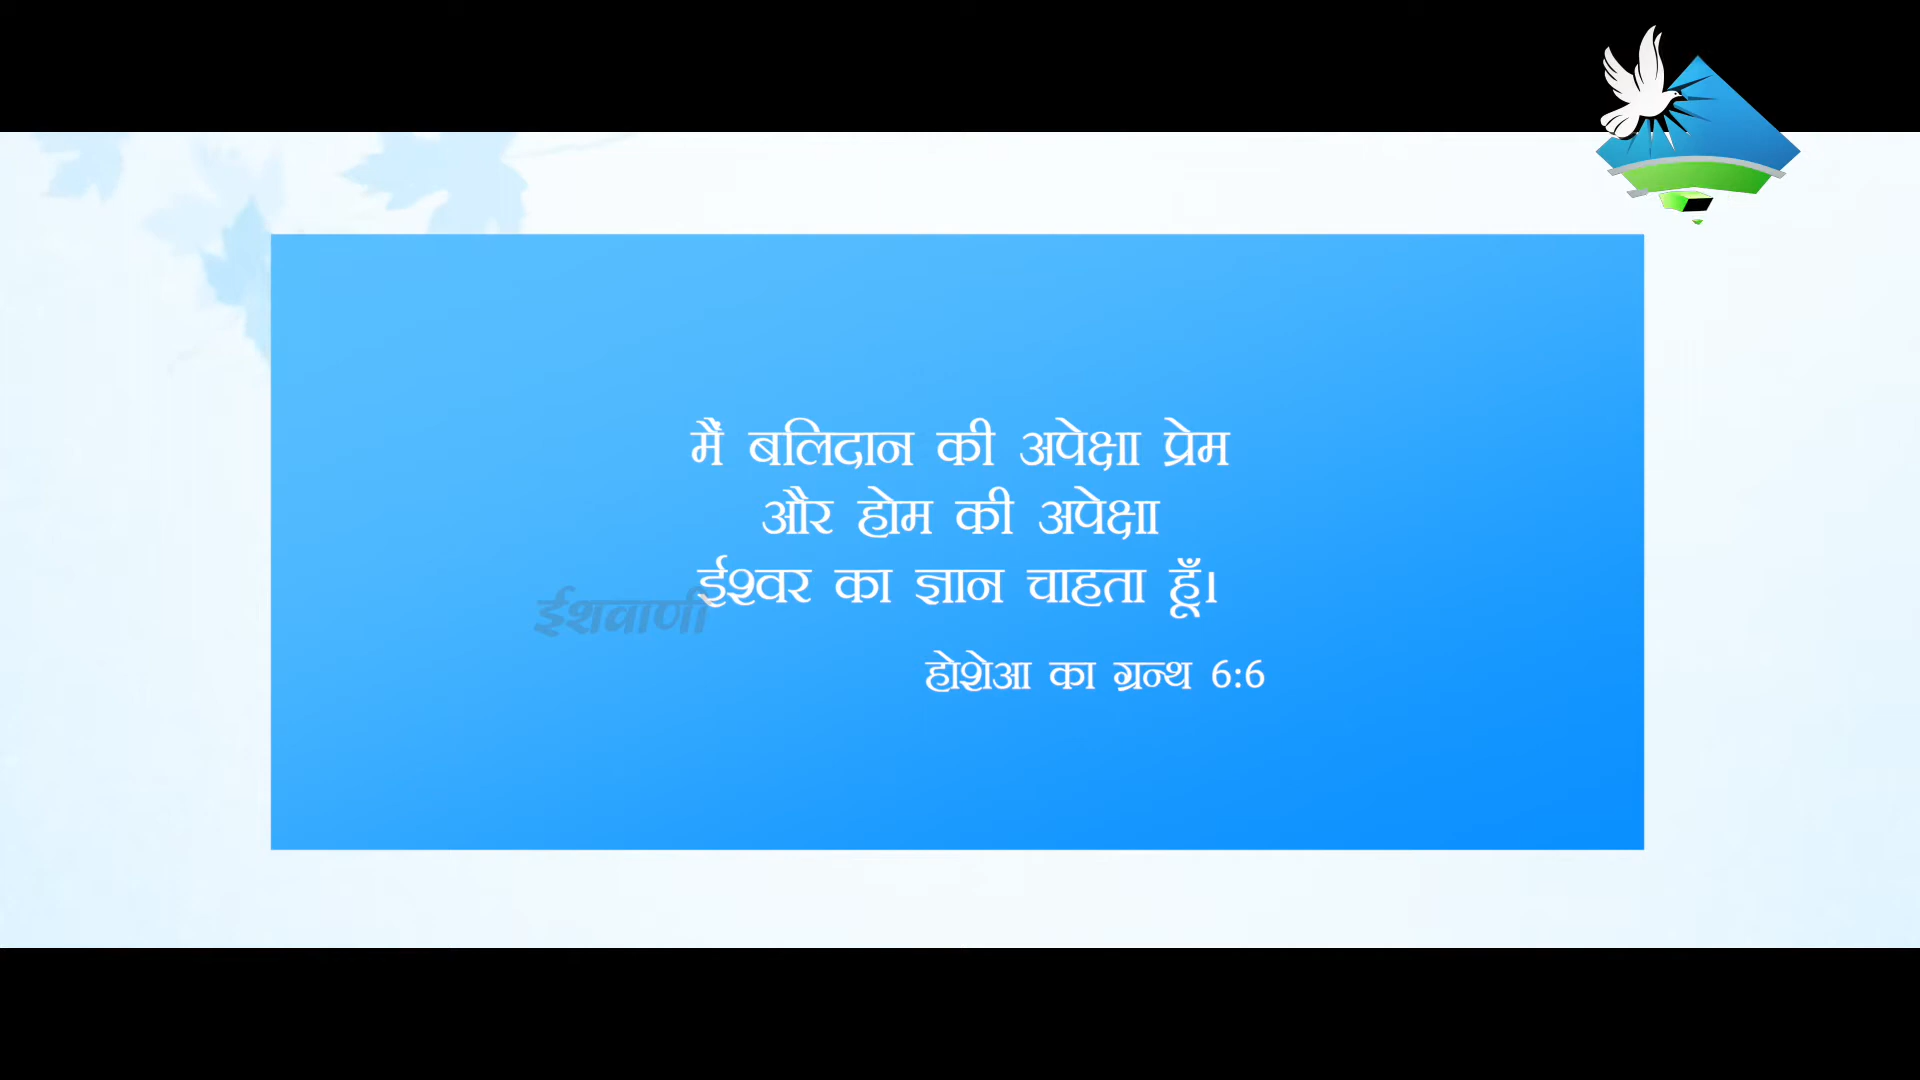 मैं बलिदान की अपेक्षा प्रेम
और होम की अपेक्षा
ईश्वर का ज्ञान चाहता हूँ।
ईशवाणी
होशेआ का ग्रन्थ 6:6